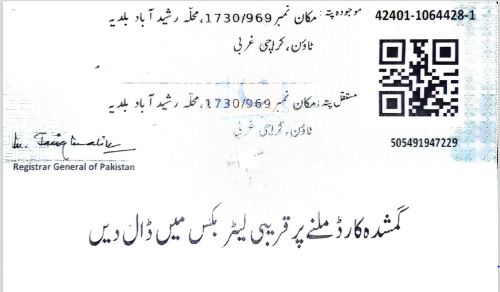 42401-1064428-1
موجودہ پتہ: مکان نمبر 1730/969، محلّہ رشید آباد بلدیہ
ٹاؤن، کراچی غربی
مستقل پتہ: مکان نمبر 1730/969، محلّہ رشید آباد بلدیہ
ٹاؤن، کراچی غربی
505491947229
Registrar General of Pakistan
گمشدہ کارڈ ملنے پر قریبی لیٹر بکس میں ڈال دیں